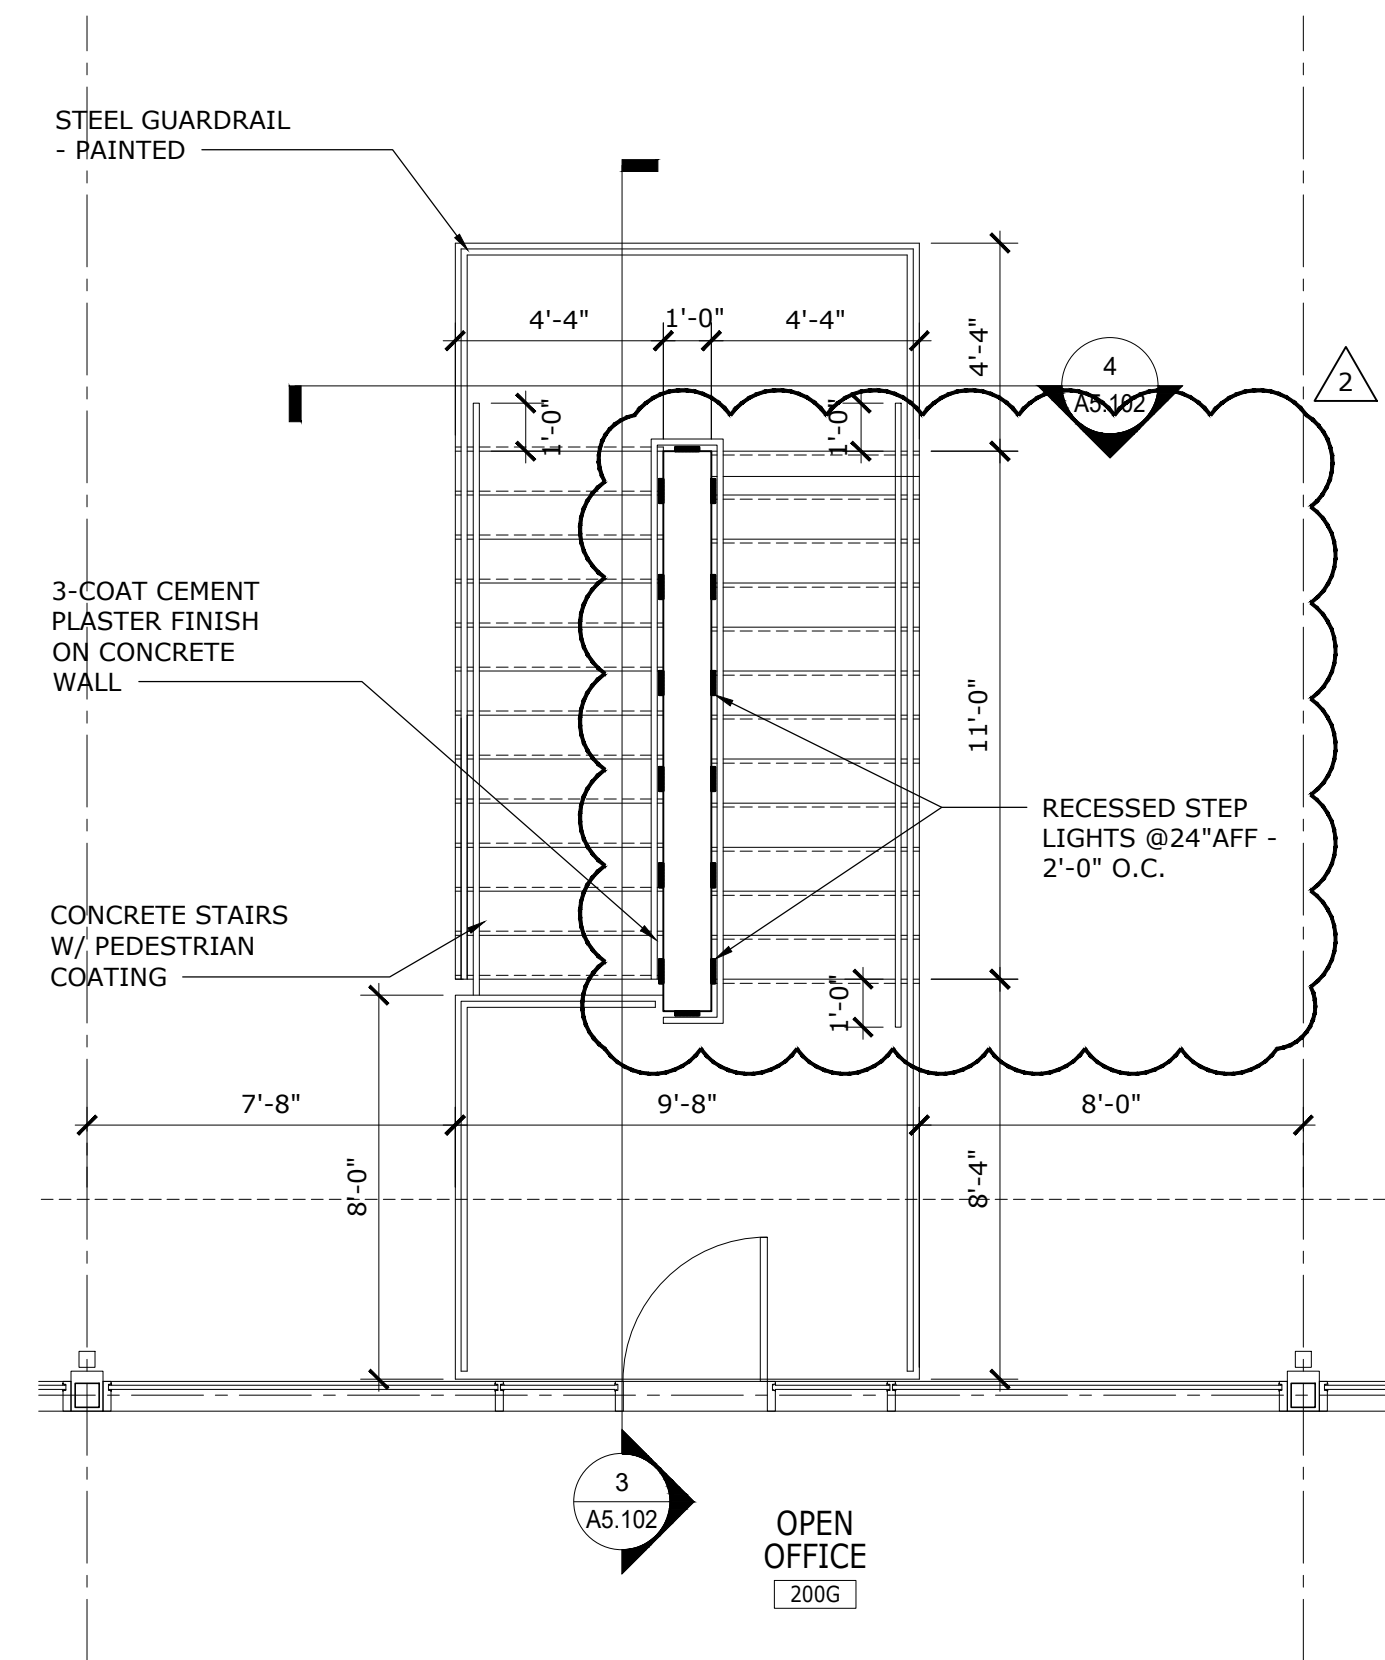 STEEL GUARDRAIL
- PAINTED
4'-4"
1'-0"
4'-4"
4'-4"
4
A5.102
2
1'-0"
1'-0"
3-COAT CEMENT
PLASTER FINISH
ON CONCRETE
WALL
11'-0"
RECESSED STEP
LIGHTS @24"AFF -
2'-0" O.C.
CONCRETE STAIRS
W/ PEDESTRIAN
COATING
1'-0"
7'-8"
9'-8"
8'-0"
8'-0"
8'-4"
3
A5.102
OPEN
OFFICE
200G